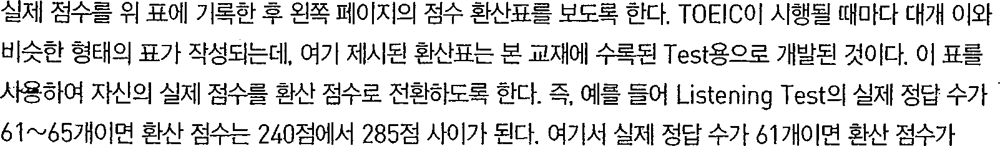 실제 점수를 위 표에 기록한 후 왼쪽 페이지의 점수 환산표를 보도록 한다. TOEIC이 시행될 때마다 대개 이와
비슷한 형태의 표가 작성되는데, 여기 제시된 환산표는 본 교재에 수록된 Test용으로 개발된 것이다. 이 표를
사용하여 자신의 실제 점수를 환산 점수로 전환하도록 한다. 즉, 예를 들어 Listening Test의 실제 정답 수가
61~65개이면 환산 점수는 240점에서 285점 사이가 된다. 여기서 실제 정답 수가 61개이면 환산 점수가